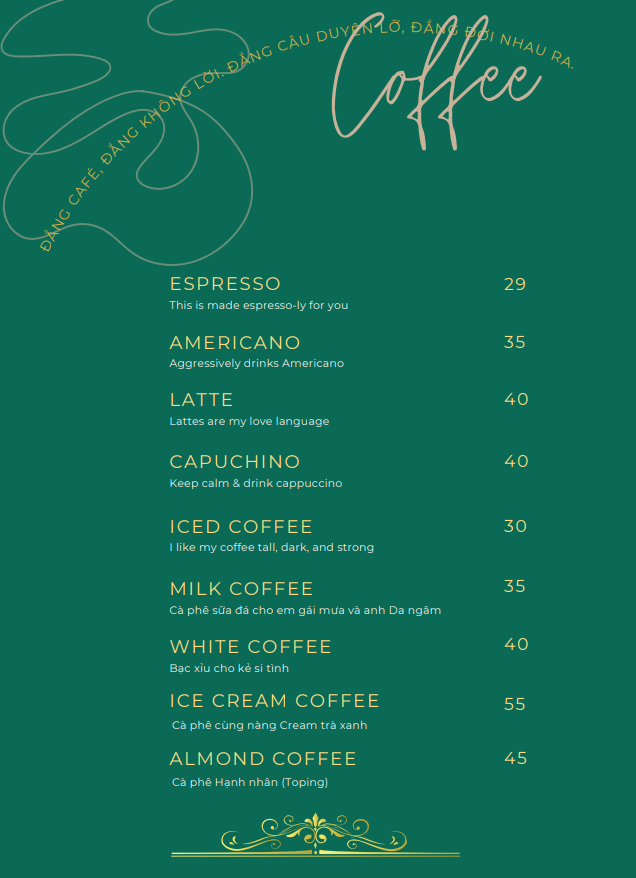 ĐẮNG CAFÉ, ĐẮNG KHÔNG LỜI. ĐẮNG CÂU DUYÊN LỠ, ĐẮNG ĐỜI NHAU RA.
Coffee
ESPRESSO 29
This is made espresso-ly for you
AMERICANO 35
Aggressively drinks Americano
LATTE 40
Lattes are my love language
CAPUCHINO 40
Keep calm & drink cappuccino
ICED COFFEE 30
I like my coffee tall, dark, and strong
MILK COFFEE 35
Cà phê sữa đá cho em gái mưa và anh Da ngăm
WHITE COFFEE 40
Bạc xỉu cho kẻ si tình
ICE CREAM COFFEE 55
Cà phê cùng nàng Cream trà xanh
ALMOND COFFEE 45
Cà phê Hạnh nhân (Toping)